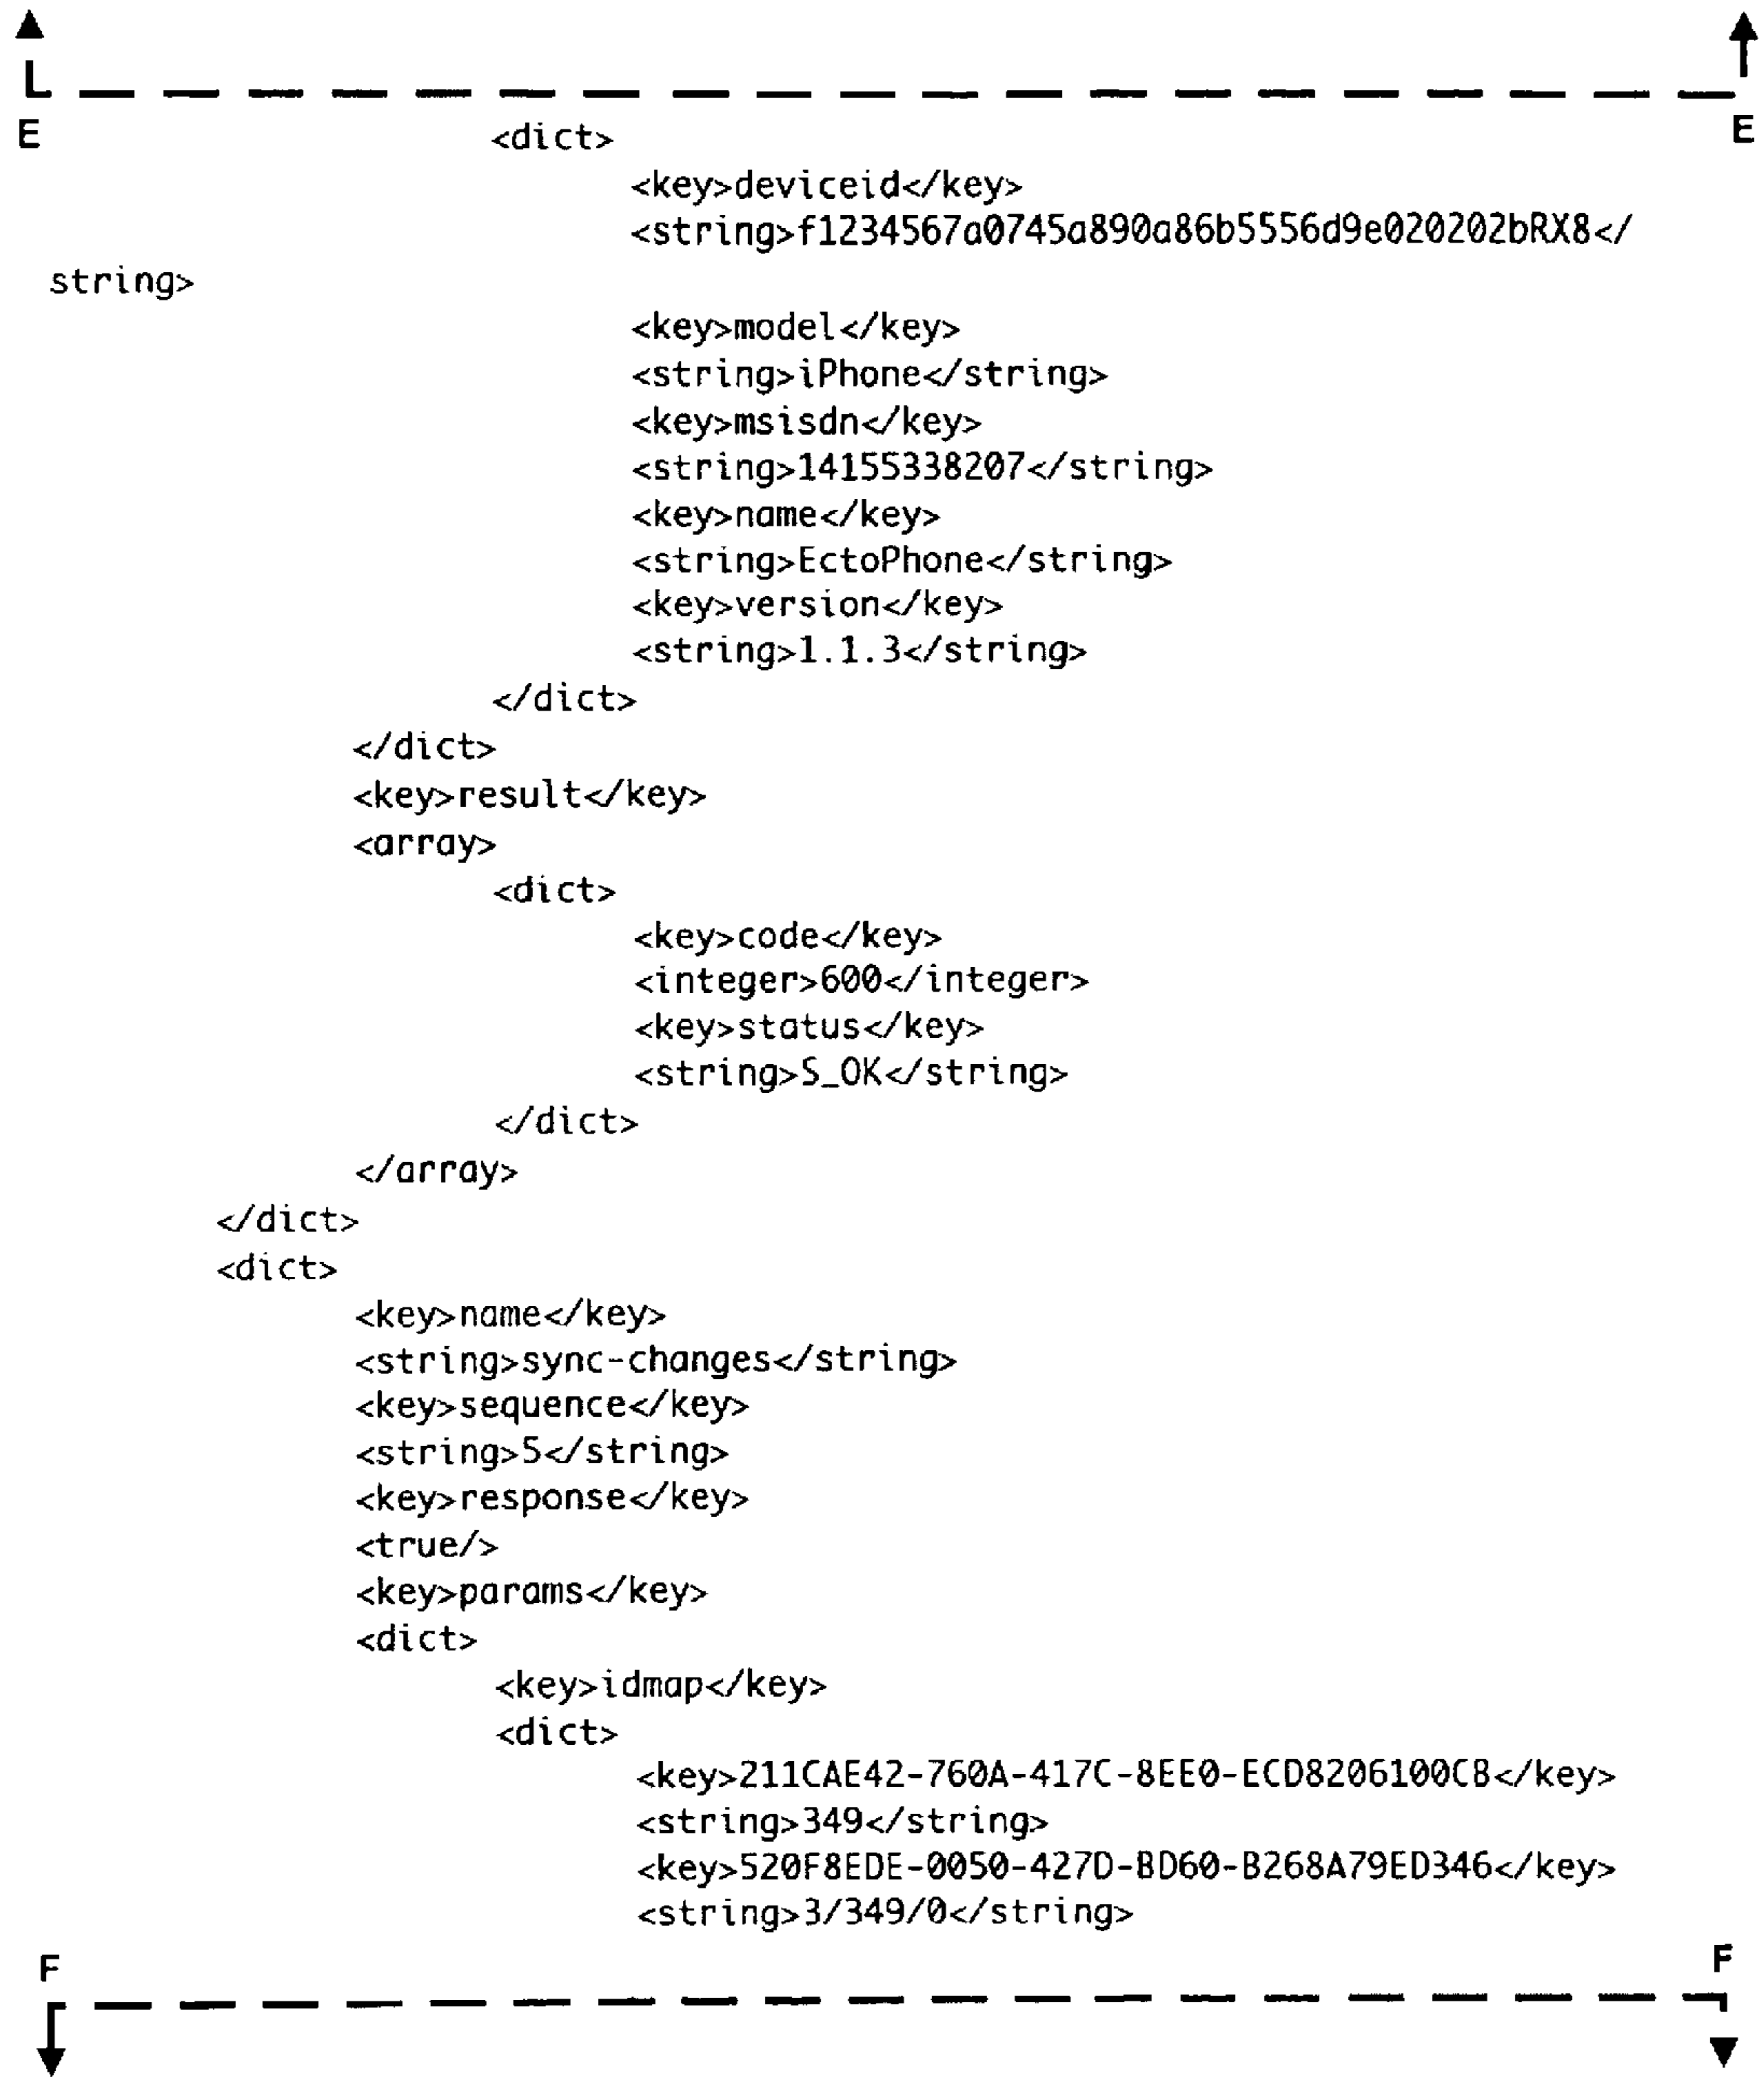 E E
<dict>
<key>deviceid</key>
<string>f1234567a0745a890a86b5556d9e020202bRX8</
string>
<key>model</key>
<string>iPhone</string>
<key>msisdn</key>
<string>14155338207</string>
<key>name</key>
<string>EctoPhone</string>
<key>version</key>
<string>1.1.3</string>
</dict>
</dict>
<key>result</key>
<array>
<dict>
<key>code</key>
<integer>600</integer>
<key>status</key>
<string>S_OK</string>
</dict>
</array>
</dict>
<dict>
<key>name</key>
<string>sync-changes</string>
<key>sequence</key>
<string>5</string>
<key>response</key>
<true/>
<key>params</key>
<dict>
<key>idmap</key>
<dict>
<key>211CAE42-760A-417C-8EE0-ECD8206100CB</key>
<string>349</string>
<key>520F8EDE-0050-427D-BD60-B268A79ED346</key>
<string>3/349/0</string>
F F